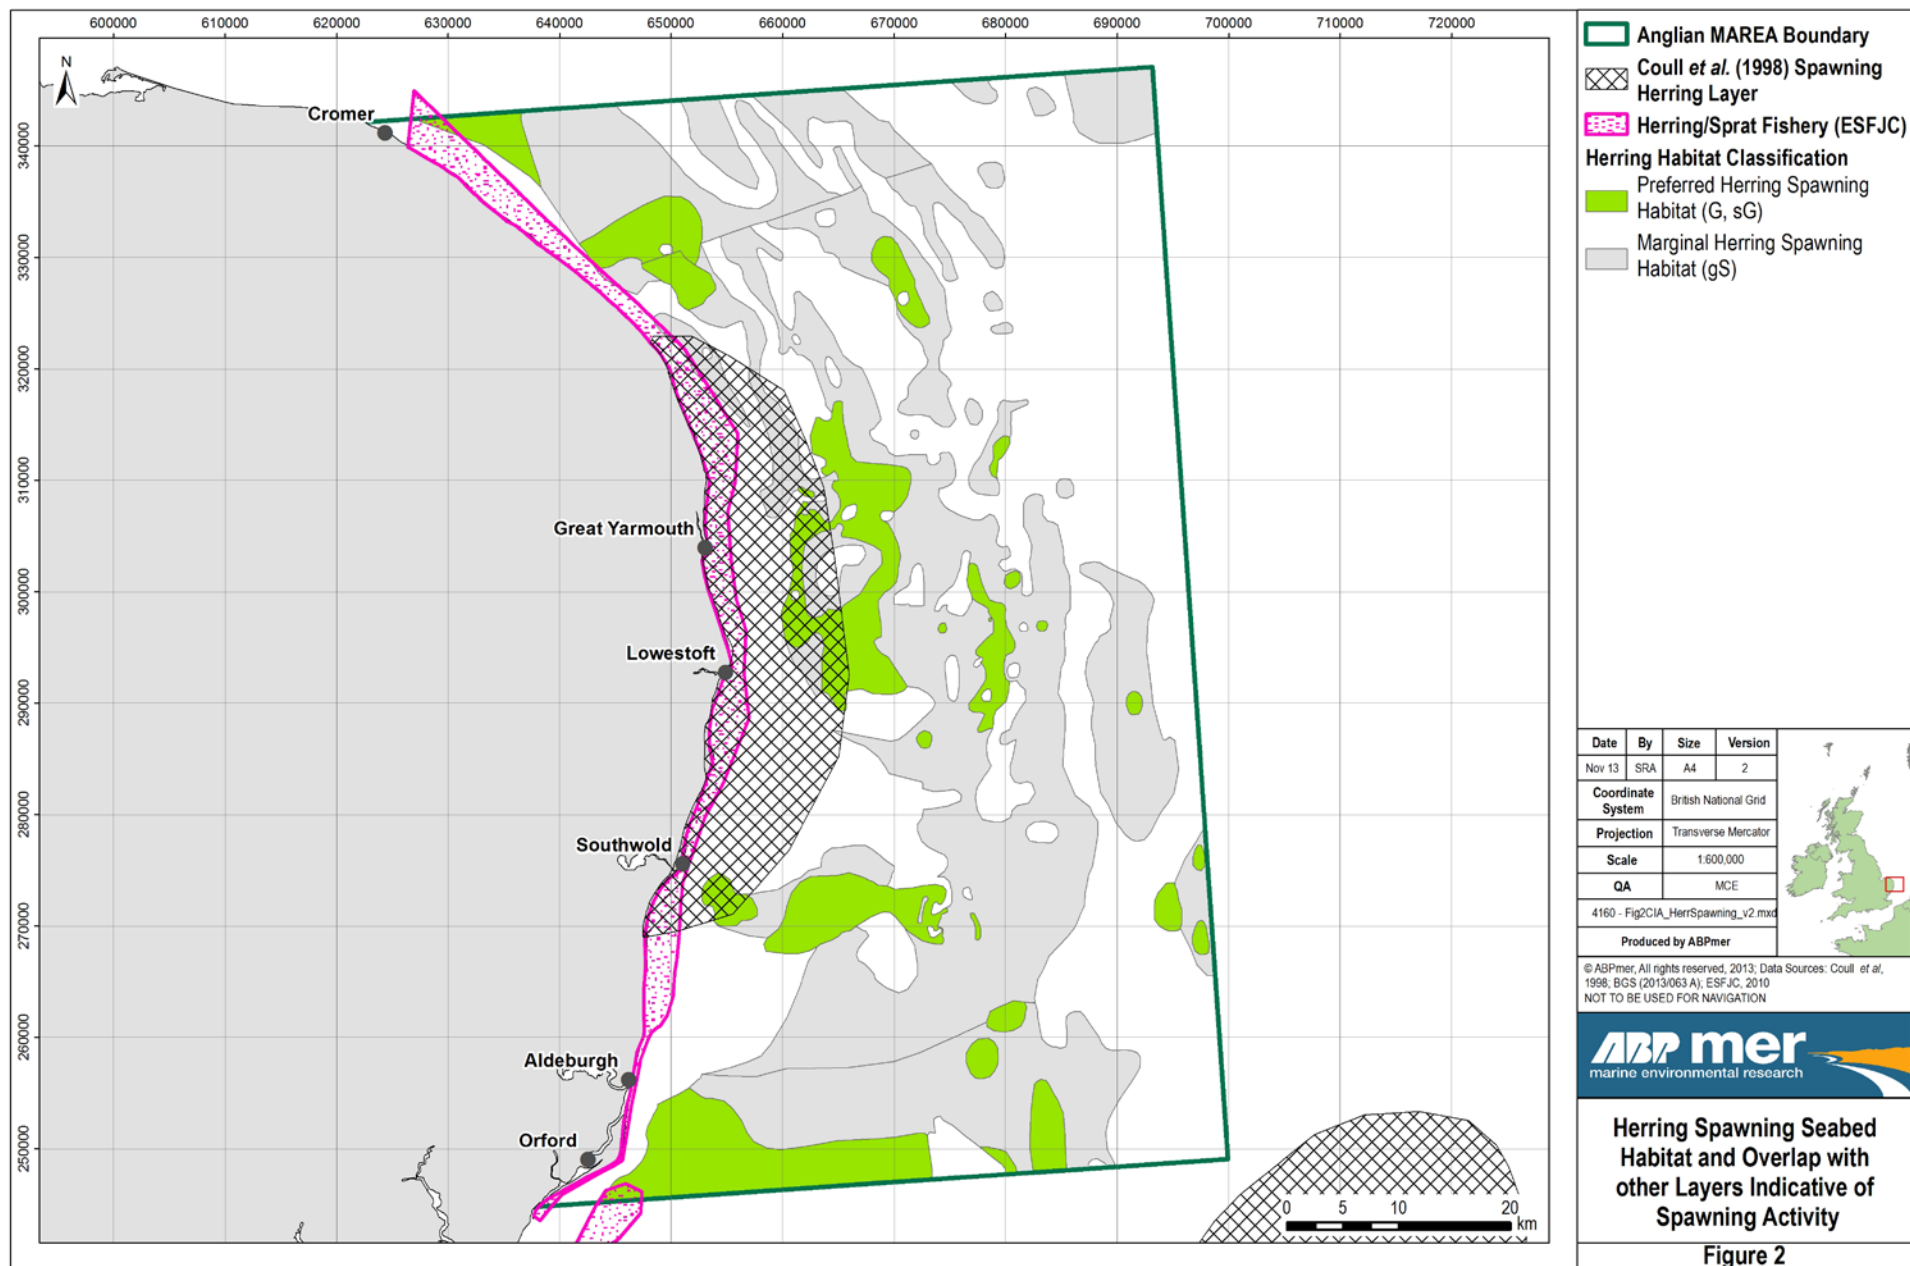 600000 610000 620000 630000 640000 650000 660000 670000 680000 690000 700000 710000 720000
340000
330000
320000
310000
300000
290000
280000
270000
260000
250000
N
Cromer
Great Yarmouth
Lowestoft
Southwold
Aldeburgh
Orford
0 5 10 20
km
Anglian MAREA Boundary
Coull et al. (1998) Spawning
Herring Layer
Herring/Sprat Fishery (ESFJC)
Herring Habitat Classification
Preferred Herring Spawning
Habitat (G, sG)
Marginal Herring Spawning
Habitat (gS)
Date By Size Version
Nov 13 SRA A4 2
Coordinate
System
British National Grid
Projection Transverse Mercator
Scale 1:600,000
QA MCE
4160 - Fig2CIA_HerrSpawning_v2.mxd
Produced by ABPmer
© ABPmer, All rights reserved, 2013; Data Sources: Coull et al,
1998; BGS (2013/063 A); ESFJC, 2010
NOT TO BE USED FOR NAVIGATION
ABP mer
marine environmental research
Herring Spawning Seabed
Habitat and Overlap with
other Layers Indicative of
Spawning Activity
Figure 2